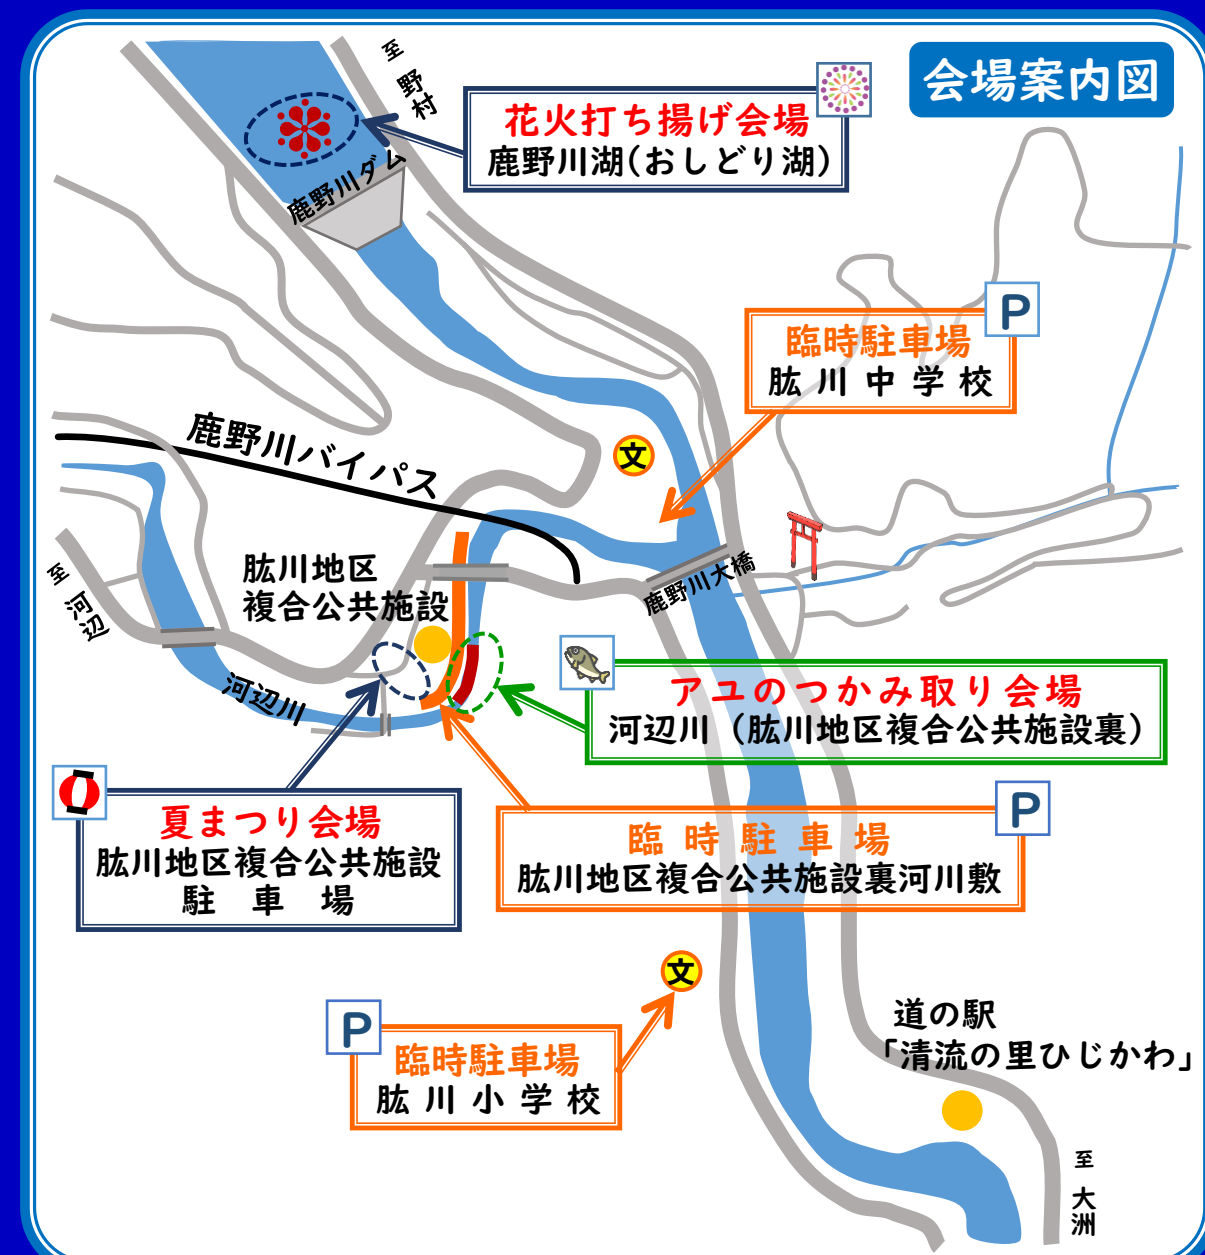 会場案内図
至 野村
花火打ち揚げ会場
鹿野川湖(おしどり湖)
鹿野川ダム
P
臨時駐車場
肱川中学校
鹿野川バイパス
文
肱川地区
複合公共施設
至 河辺
鹿野川大橋
河辺川
アユのつかみ取り会場
河辺川（肱川地区複合公共施設裏）
夏まつり会場
肱川地区複合公共施設
駐車場
P
臨時駐車場
肱川地区複合公共施設裏河川敷
文
P
臨時駐車場
肱川小学校
道の駅
「清流の里ひじかわ」
至 大洲